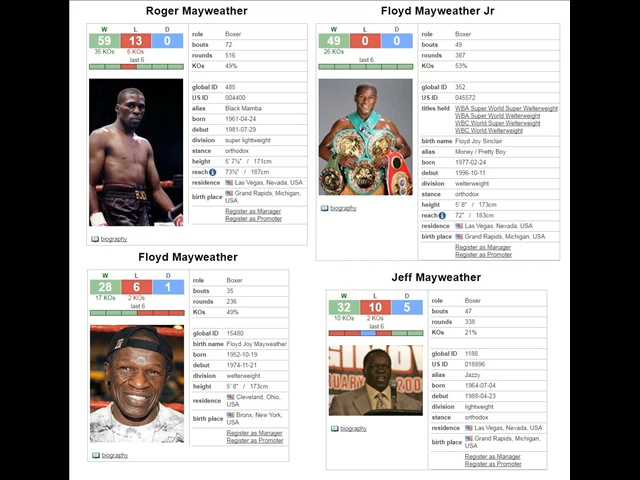 Roger Mayweather
W L D
59 13 0
35 KOs 6 KOs
last 6
role Boxer
bouts 72
rounds 516
KOs 49%
global ID 485
US ID 004400
alias Black Mamba
born 1961-04-24
debut 1981-07-29
division super lightweight
stance orthodox
height 5' 7½" / 171cm
reach 73½" / 187cm
residence Las Vegas, Nevada, USA
birth place Grand Rapids, Michigan,
USA
Register as Manager
Register as Promoter
biography
Floyd Mayweather Jr
W L D
49 0 0
26 KOs
last 6
role Boxer
bouts 49
rounds 387
KOs 53%
global ID 352
US ID 045572
titles held WBA Super World Super Welterweight
WBA Super World Welterweight
WBC World Super Welterweight
WBC World Welterweight
birth name Floyd Joy Sinclair
alias Money / Pretty Boy
born 1977-02-24
debut 1996-10-11
division welterweight
stance orthodox
height 5' 8" / 173cm
reach 72" / 183cm
residence Las Vegas, Nevada, USA
birth place Grand Rapids, Michigan, USA
Register as Manager
Register as Promoter
biography
Floyd Mayweather
W L D
28 6 1
17 KOs 2 KOs
last 6
role Boxer
bouts 35
rounds 236
KOs 49%
global ID 15480
birth name Floyd Joy Mayweather
born 1952-10-19
debut 1974-11-21
division welterweight
height 5' 8" / 173cm
residence Cleveland, Ohio,
USA
birth place Bronx, New York,
USA
Register as Manager
Register as Promoter
biography
Jeff Mayweather
W L D
32 10 5
10 KOs 2 KOs
last 6
role Boxer
bouts 47
rounds 338
KOs 21%
global ID 1188
US ID 018896
alias Jazzy
born 1964-07-04
debut 1988-04-23
division lightweight
stance orthodox
residence Las Vegas, Nevada, USA
birth place Grand Rapids, Michigan,
USA
Register as Manager
Register as Promoter
biography